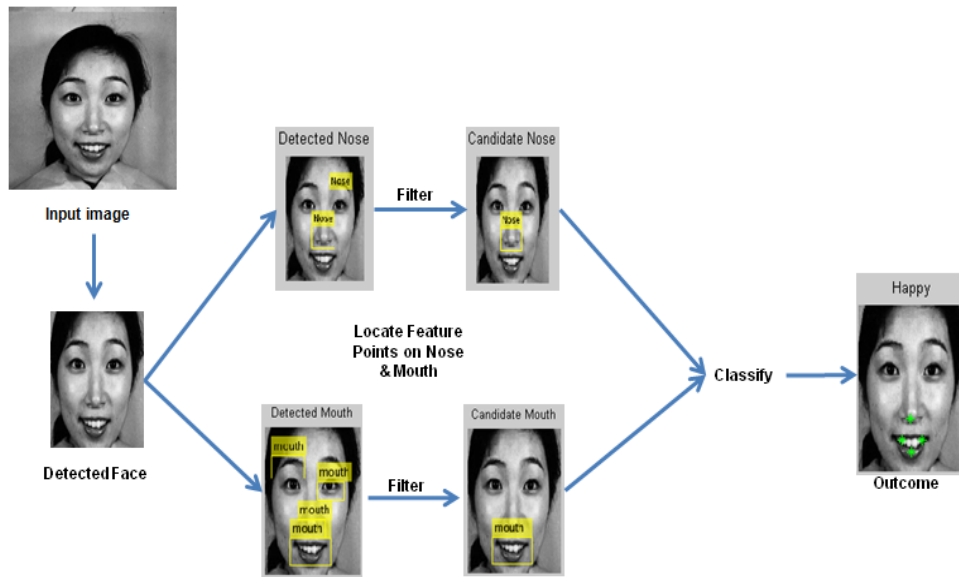 Input image
Detected Face
Detected Nose
Nose
Nose
Filter
Candidate Nose
Nose
Locate Feature
Points on Nose
& Mouth
Detected Mouth
mouth
mouth
mouth
mouth
Filter
Candidate Mouth
mouth
Classify
Happy
Outcome